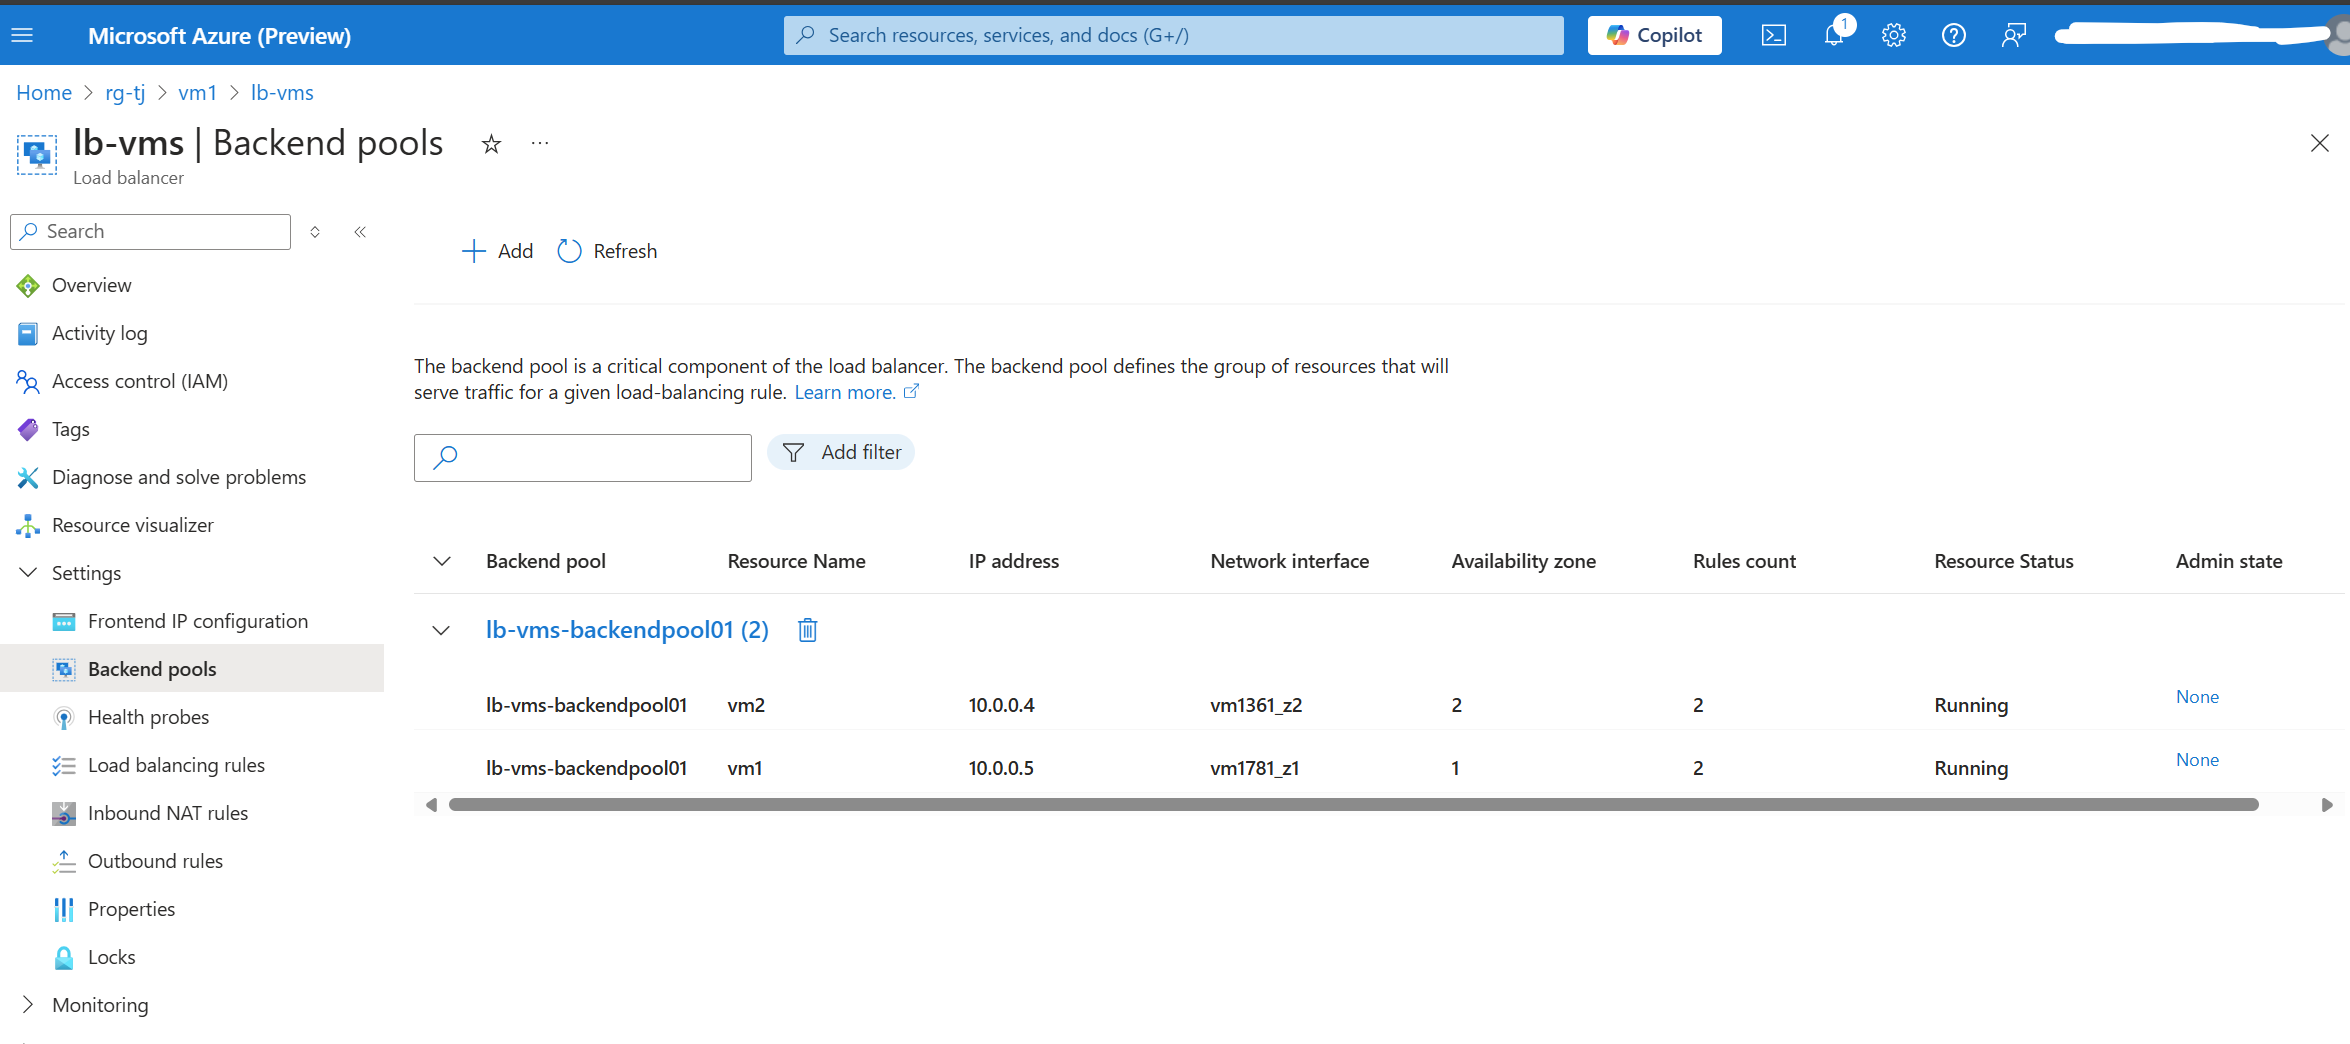 Microsoft Azure (Preview)
Search resources, services, and docs (G+/)
Copilot
1
Home > rg-tj > vm1 > lb-vms
lb-vms | Backend pools
Load balancer
Search
Overview
Activity log
Access control (IAM)
Tags
Diagnose and solve problems
Resource visualizer
Settings
Frontend IP configuration
Backend pools
Health probes
Load balancing rules
Inbound NAT rules
Outbound rules
Properties
Locks
Monitoring
Add
Refresh
The backend pool is a critical component of the load balancer. The backend pool defines the group of resources that will
serve traffic for a given load-balancing rule. Learn more.
Add filter
Backend pool Resource Name IP address Network interface Availability zone Rules count Resource Status Admin state
lb-vms-backendpool01 (2)
lb-vms-backendpool01 vm2 10.0.0.4 vm1361_z2 2 2 Running None
lb-vms-backendpool01 vm1 10.0.0.5 vm1781_z1 1 2 Running None